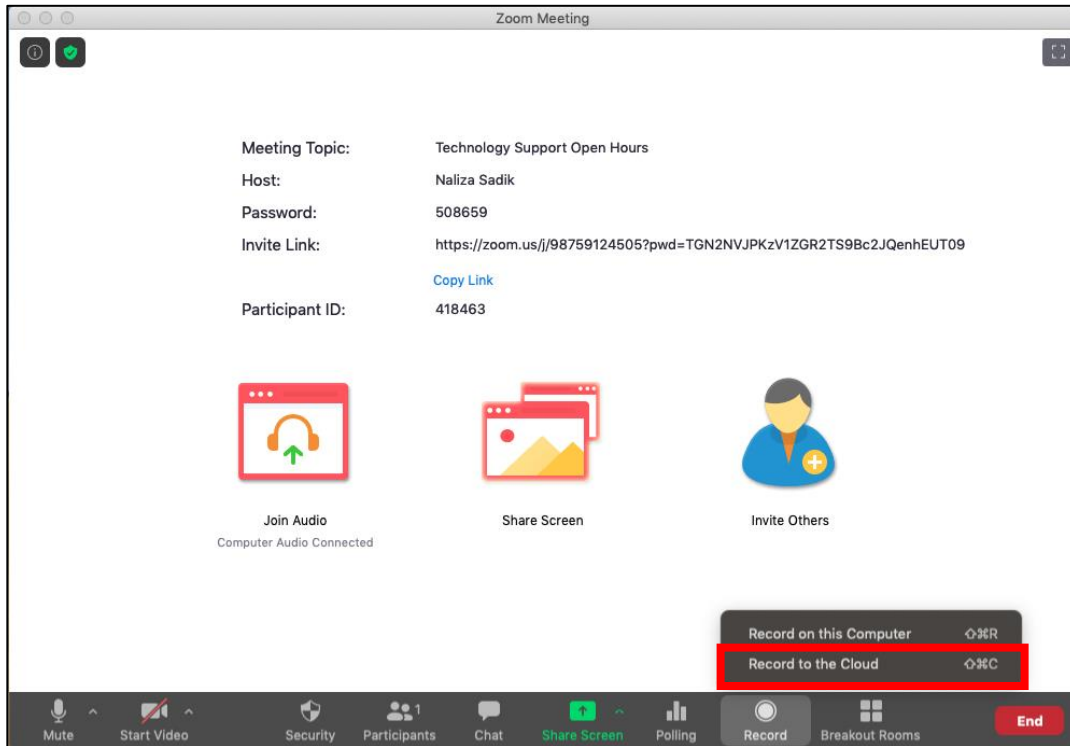 Zoom Meeting
Meeting Topic: Technology Support Open Hours
Host: Naliza Sadik
Password: 508659
Invite Link: https://zoom.us/j/98759124505?pwd=TGN2NVJPKzV1ZGR2TS9Bc2JQenhEUT09
Copy Link
Participant ID: 418463
Join Audio Share Screen Invite Others
Computer Audio Connected
Record on this Computer ⇧⌘R
Record to the Cloud ⇧⌘C
1
Mute Start Video Security Participants Chat Share Screen Polling Record Breakout Rooms End